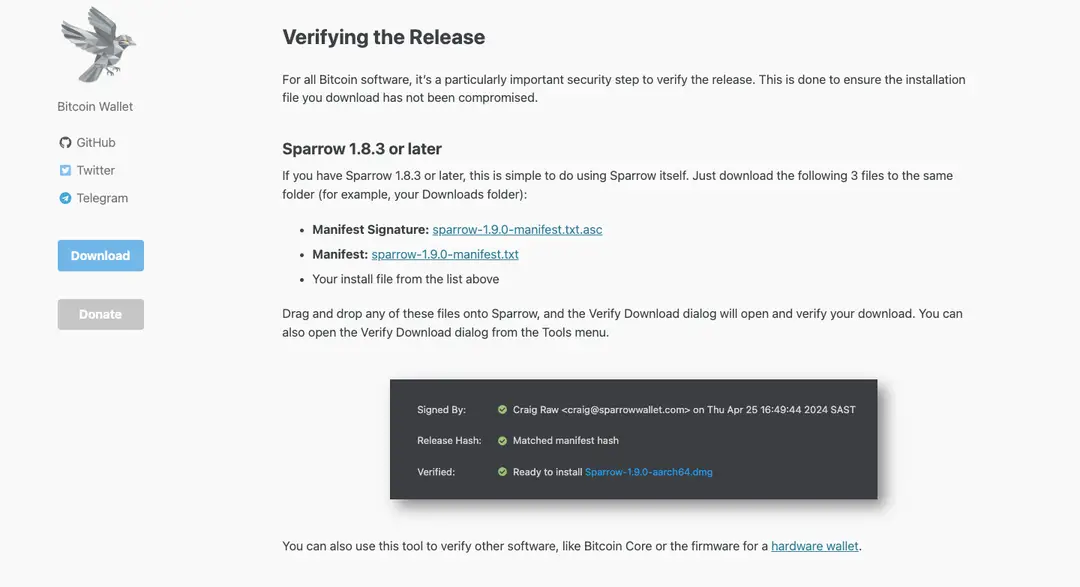 Bitcoin Wallet
GitHub
Twitter
Telegram
Download
Donate
Verifying the Release
For all Bitcoin software, it's a particularly important security step to verify the release. This is done to ensure the installation
file you download has not been compromised.
Sparrow 1.8.3 or later
If you have Sparrow 1.8.3 or later, this is simple to do using Sparrow itself. Just download the following 3 files to the same
folder (for example, your Downloads folder):
• Manifest Signature: sparrow-1.9.0-manifest.txt.asc
• Manifest: sparrow-1.9.0-manifest.txt
• Your install file from the list above
Drag and drop any of these files onto Sparrow, and the Verify Download dialog will open and verify your download. You can
also open the Verify Download dialog from the Tools menu.
Signed By: Craig Raw <craig@sparrowwallet.com> on Thu Apr 25 16:49:44 2024 SAST
Release Hash: Matched manifest hash
Verified: Ready to install Sparrow-1.9.0-aarch64.dmg
You can also use this tool to verify other software, like Bitcoin Core or the firmware for a hardware wallet.